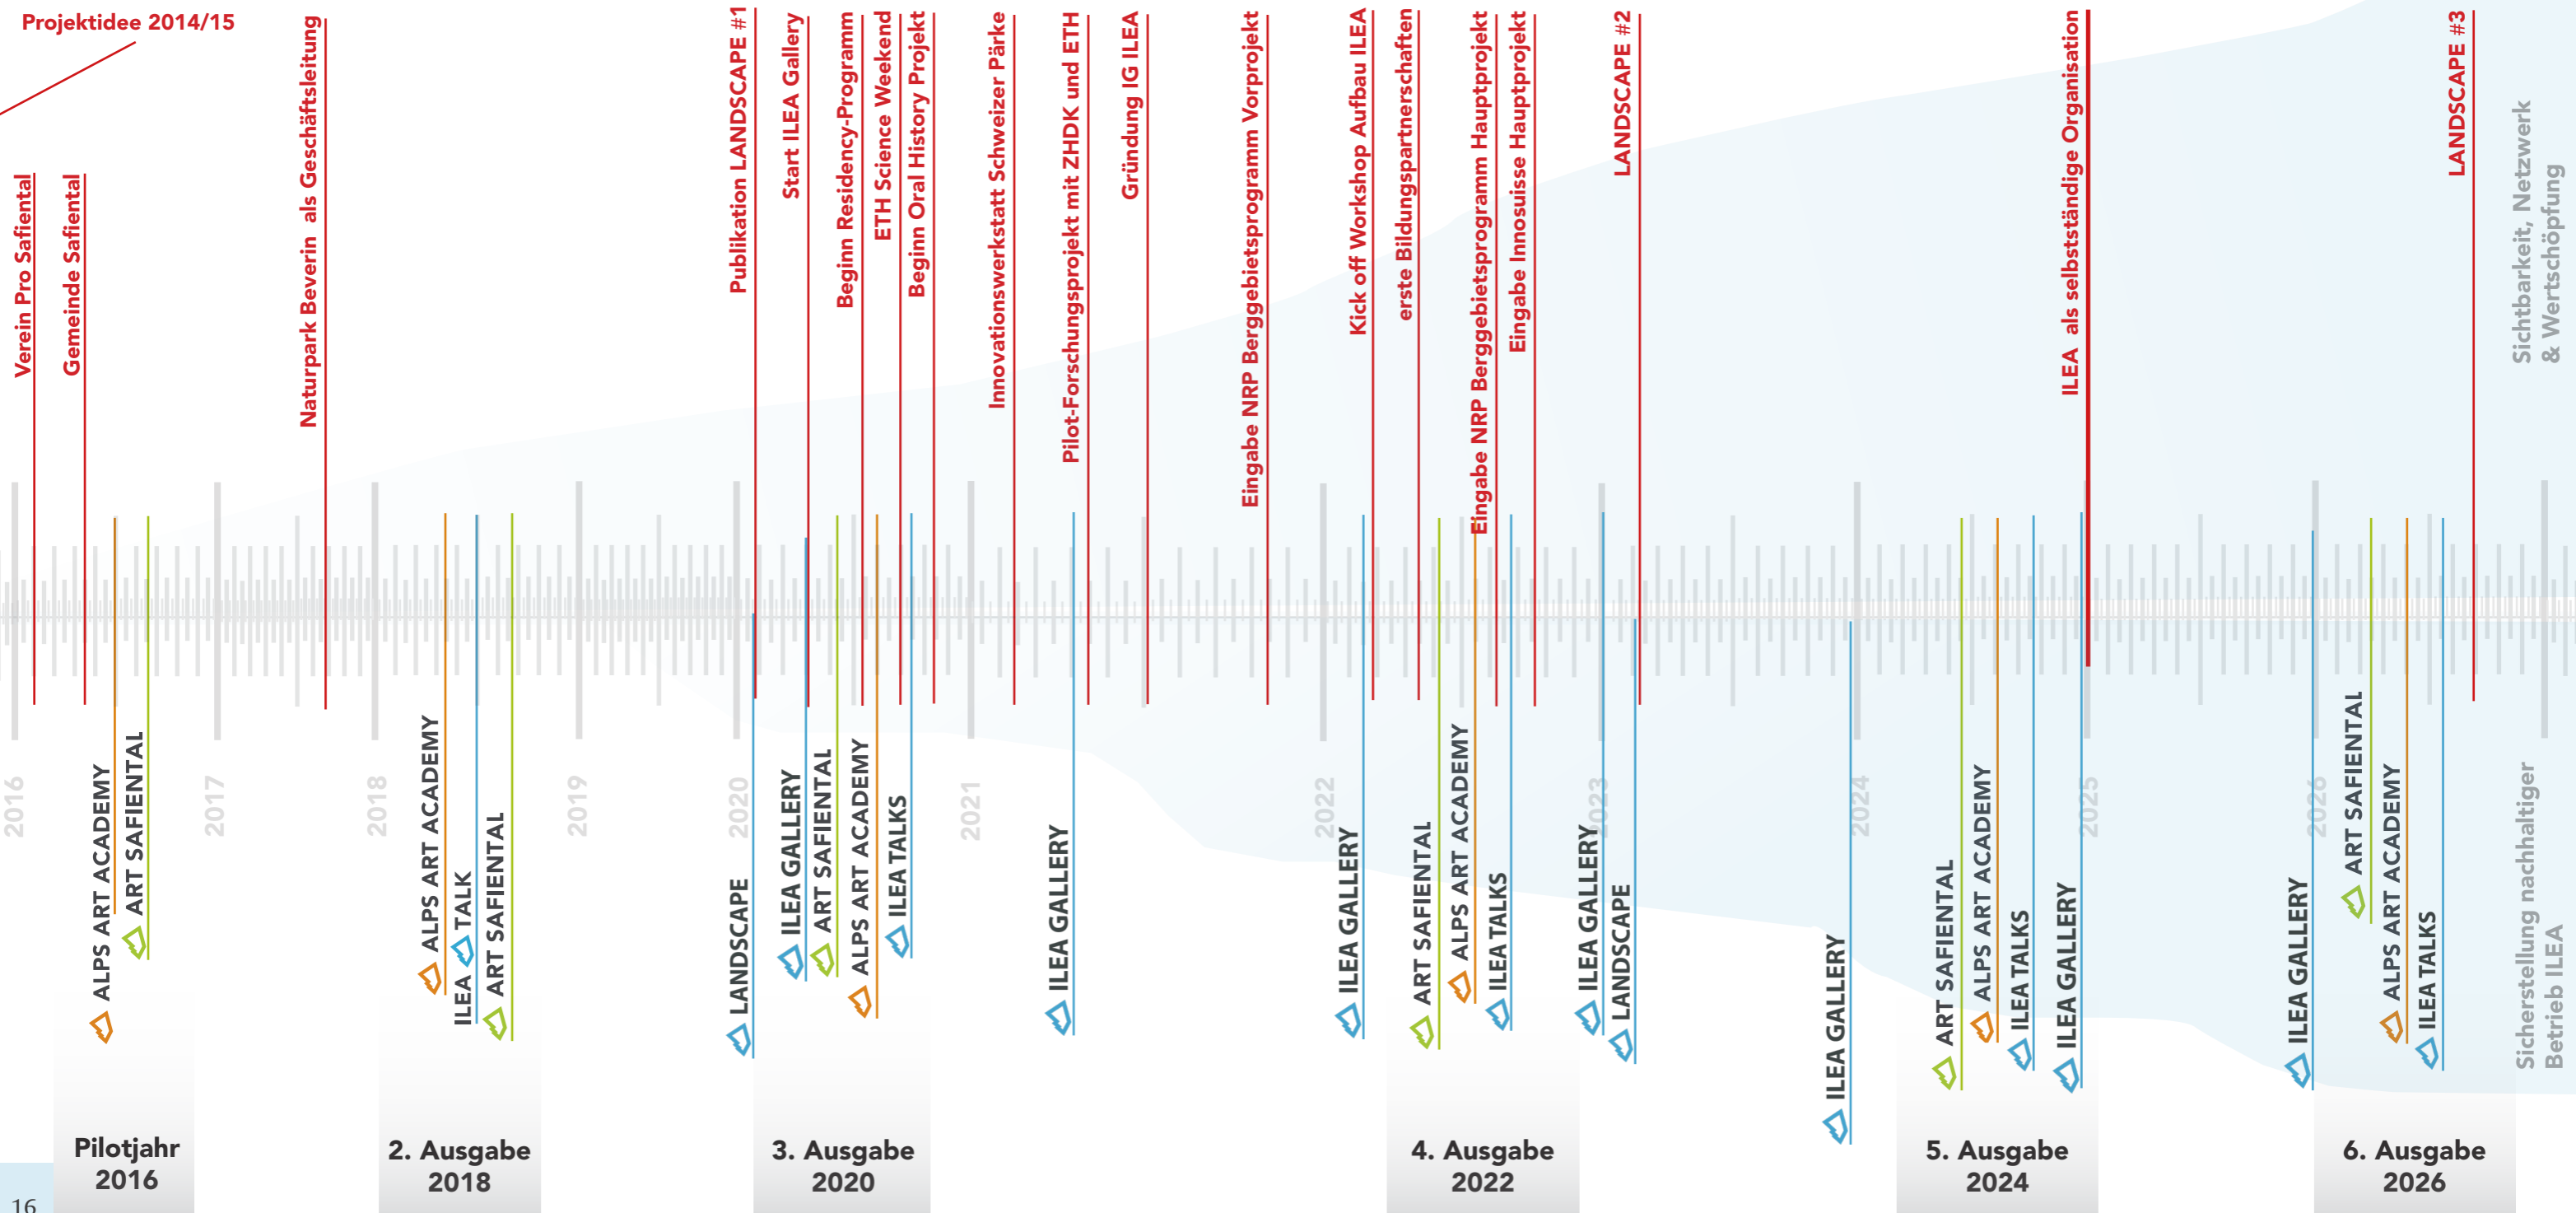 Projektidee 2014/15
Verein Pro Safiental
Gemeinde Safiental
Naturpark Beverin als Geschäftsleitung
Publikation LANDSCAPE #1
Start ILEA Gallery
Beginn Residency-Programm
ETH Science Weekend
Beginn Oral History Projekt
Innovationswerkstatt Schweizer Pärke
Pilot-Forschungsprojekt mit ZHDK und ETH
Gründung IG ILEA
Eingabe NRP Berggebietsprogramm Vorprojekt
Kick off Workshop Aufbau ILEA
erste Bildungspartnerschaften
Eingabe NRP Berggebietsprogramm Hauptprojekt
Eingabe Innosuisse Hauptprojekt
LANDSCAPE #2
ILEA als selbstständige Organisation
LANDSCAPE #3
Sichtbarkeit, Netzwerk
& Wertschöpfung
2016
2017
2018
2019
2020
2021
2022
2023
2024
2025
2026
ALPS ART ACADEMY
ART SAFIENTAL
ALPS ART ACADEMY
ILEA TALK
ART SAFIENTAL
LANDSCAPE
ILEA GALLERY
ART SAFIENTAL
ALPS ART ACADEMY
ILEA TALKS
ILEA GALLERY
ILEA GALLERY
ART SAFIENTAL
ALPS ART ACADEMY
ILEA TALKS
ILEA GALLERY
LANDSCAPE
ILEA GALLERY
ART SAFIENTAL
ALPS ART ACADEMY
ILEA TALKS
ILEA GALLERY
ILEA GALLERY
ART SAFIENTAL
ALPS ART ACADEMY
ILEA TALKS
Sicherstellung nachhaltiger
Betrieb ILEA
Pilotjahr
2016
2. Ausgabe
2018
3. Ausgabe
2020
4. Ausgabe
2022
5. Ausgabe
2024
6. Ausgabe
2026
16